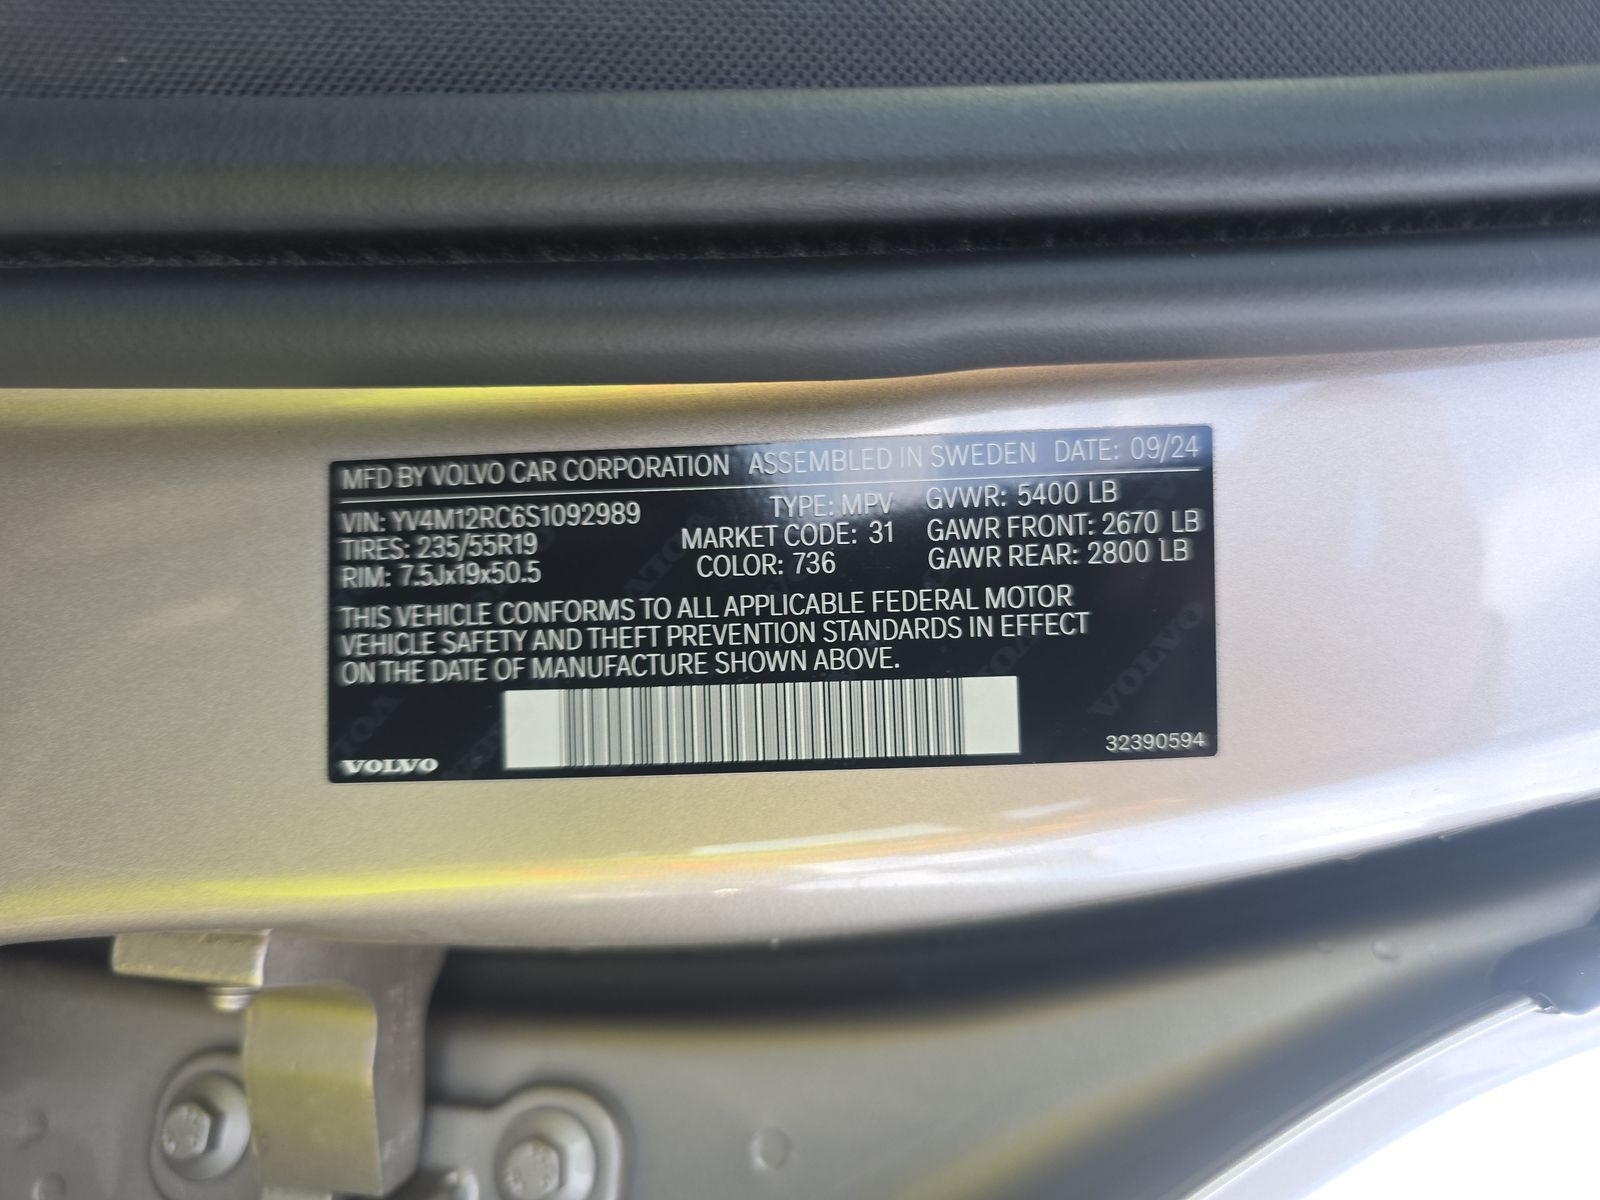 MFD BY VOLVO CAR CORPORATION ASSEMBLED IN SWEDEN DATE: 09/24
VIN: YV4M12RC6S1092989 TYPE: MPV GVWR: 5400 LB
TIRES: 235/55R19 MARKET CODE: 31 GAWR FRONT: 2670 LB
RIM: 7.5Jx19x50.5 COLOR: 736 GAWR REAR: 2800 LB
THIS VEHICLE CONFORMS TO ALL APPLICABLE FEDERAL MOTOR
VEHICLE SAFETY AND THEFT PREVENTION STANDARDS IN EFFECT
ON THE DATE OF MANUFACTURE SHOWN ABOVE.
VOLVO 32390594